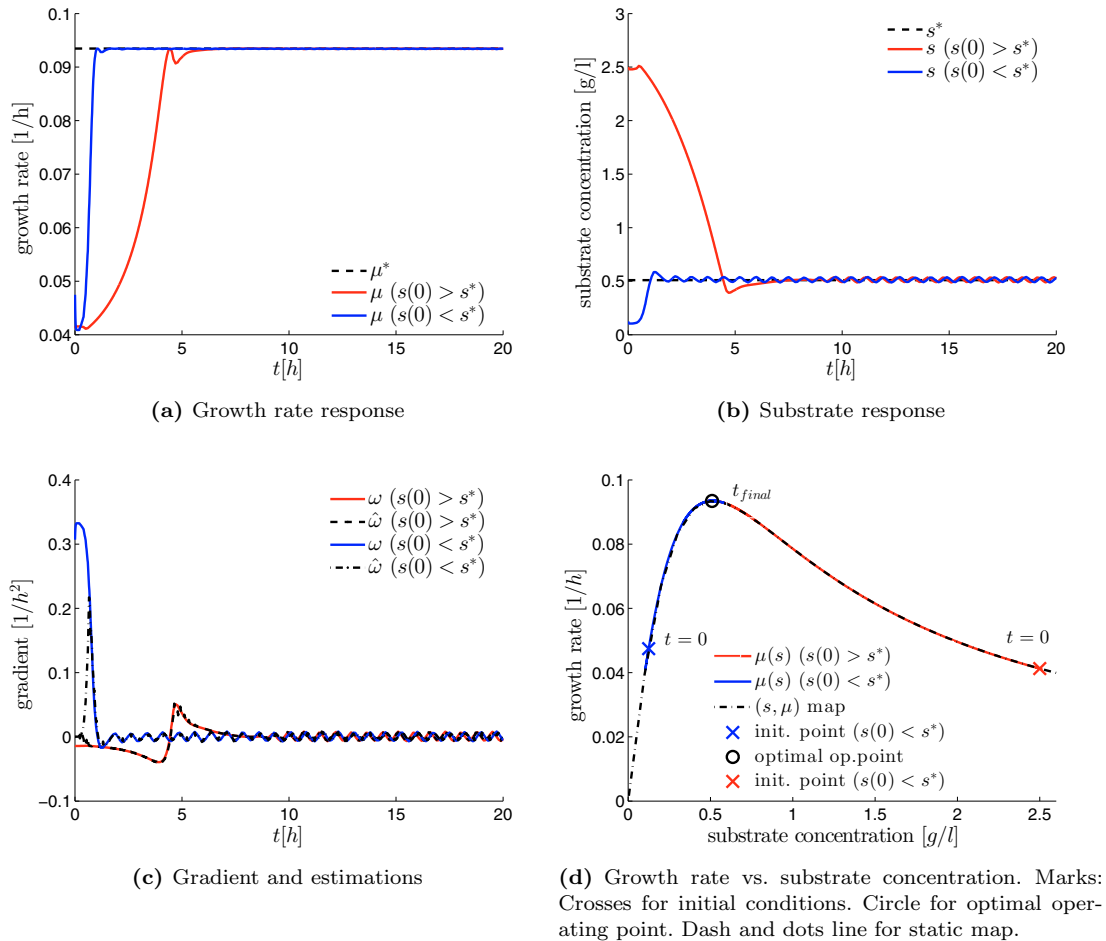 0.1
0.09
0.08
0.07
0.06
0.05
0.04
growth rate [1/h]
0 5 10 15 20
t[h]
μ*
μ (s(0) > s*)
μ (s(0) < s*)
(a) Growth rate response
3
2.5
2
1.5
1
0.5
0
substrate concentration [g/l]
0 5 10 15 20
t[h]
s*
s (s(0) > s*)
s (s(0) < s*)
(b) Substrate response
0.4
0.3
0.2
0.1
0
−0.1
gradient [1/h²]
0 5 10 15 20
t[h]
ω (s(0) > s*)
ω̂ (s(0) > s*)
ω (s(0) < s*)
ω̂ (s(0) < s*)
(c) Gradient and estimations
0.1
0.08
0.06
0.04
0.02
0
growth rate [1/h]
0 0.5 1 1.5 2 2.5
substrate concentration [g/l]
t_final
t = 0
t = 0
μ(s) (s(0) > s*)
μ(s) (s(0) < s*)
(s, μ) map
init. point (s(0) < s*)
optimal op.point
init. point (s(0) < s*)
(d) Growth rate vs. substrate concentration. Marks:
Crosses for initial conditions. Circle for optimal oper-
ating point. Dash and dots line for static map.